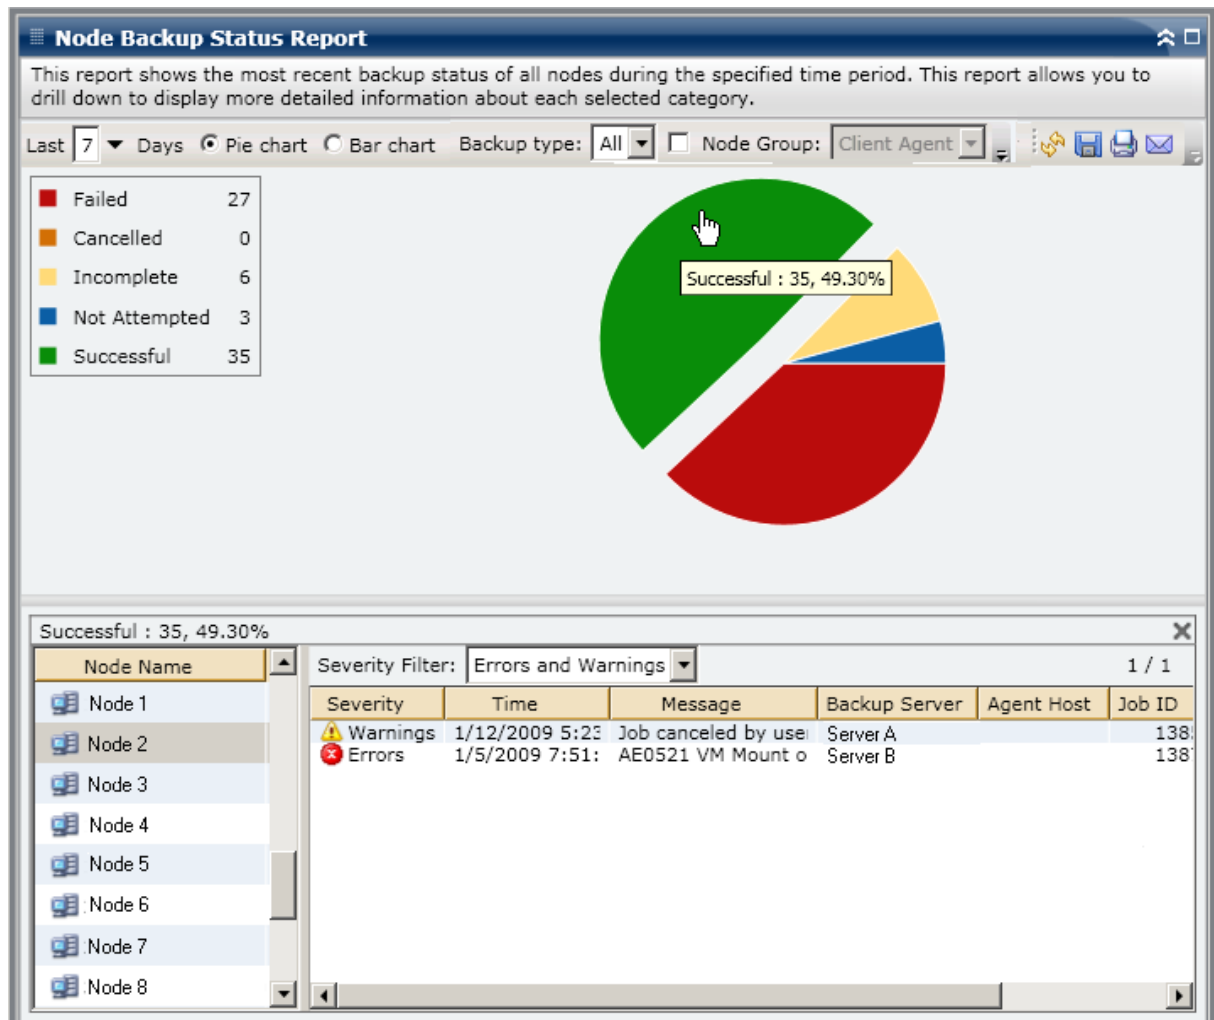 Node Backup Status Report
This report shows the most recent backup status of all nodes during the specified time period. This report allows you to
drill down to display more detailed information about each selected category.
Last 7 Days Pie chart Bar chart Backup type: All Node Group: Client Agent
Failed 27
Cancelled 0
Incomplete 6
Not Attempted 3
Successful 35
Successful : 35, 49.30%
Successful : 35, 49.30%
Node Name
Node 1
Node 2
Node 3
Node 4
Node 5
Node 6
Node 7
Node 8
Severity Filter: Errors and Warnings 1 / 1
Severity Time Message Backup Server Agent Host Job ID
Warnings 1/12/2009 5:23 Job canceled by use Server A 138
Errors 1/5/2009 7:51: AE0521 VM Mount o Server B 138